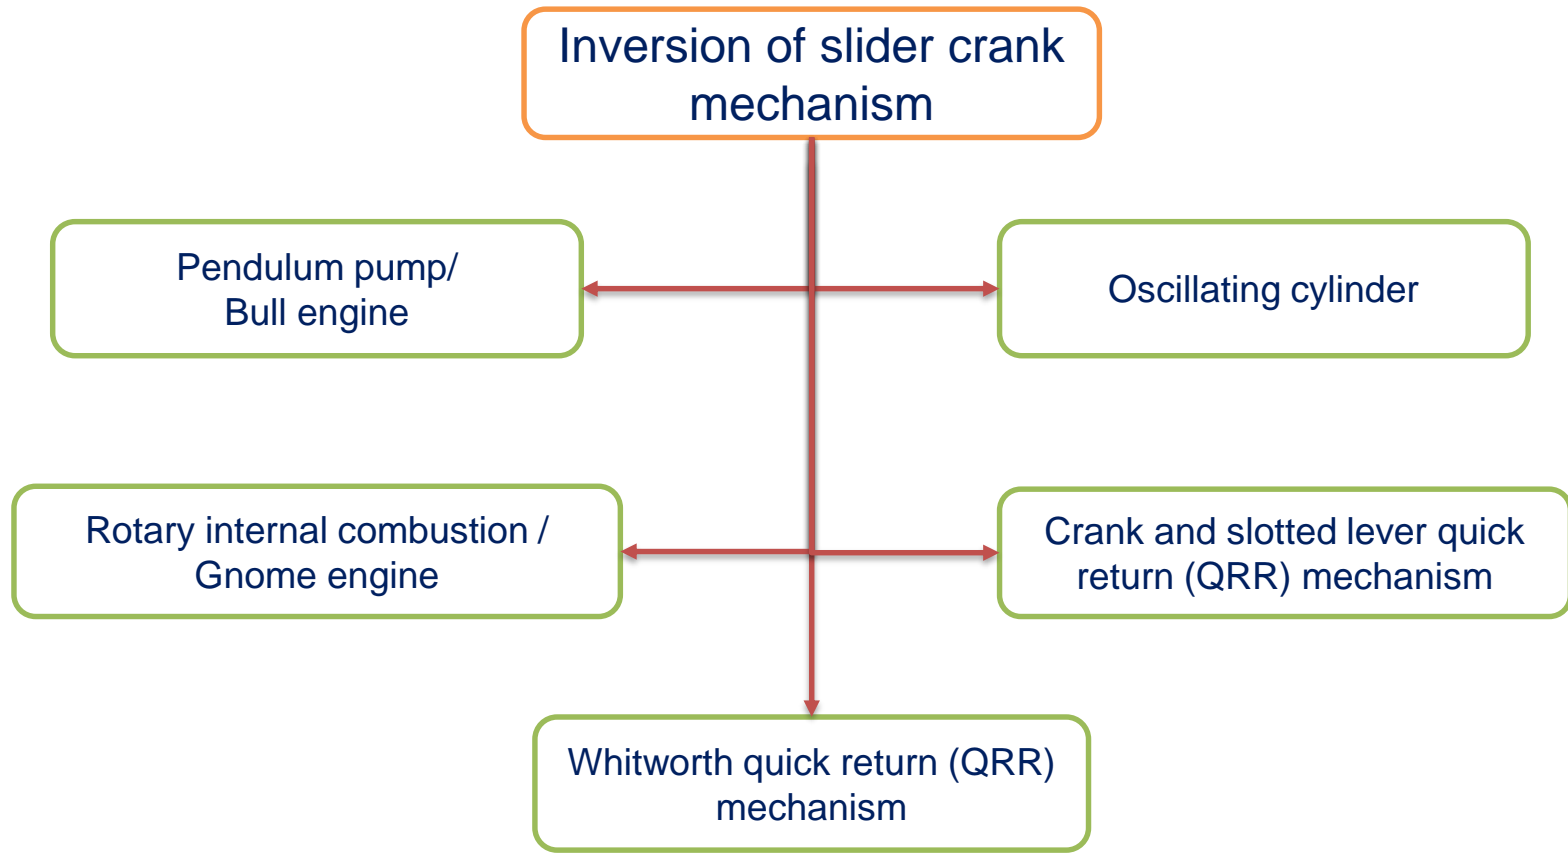 Inversion of slider crank
mechanism
Pendulum pump/
Bull engine
Oscillating cylinder
Rotary internal combustion /
Gnome engine
Crank and slotted lever quick
return (QRR) mechanism
Whitworth quick return (QRR)
mechanism